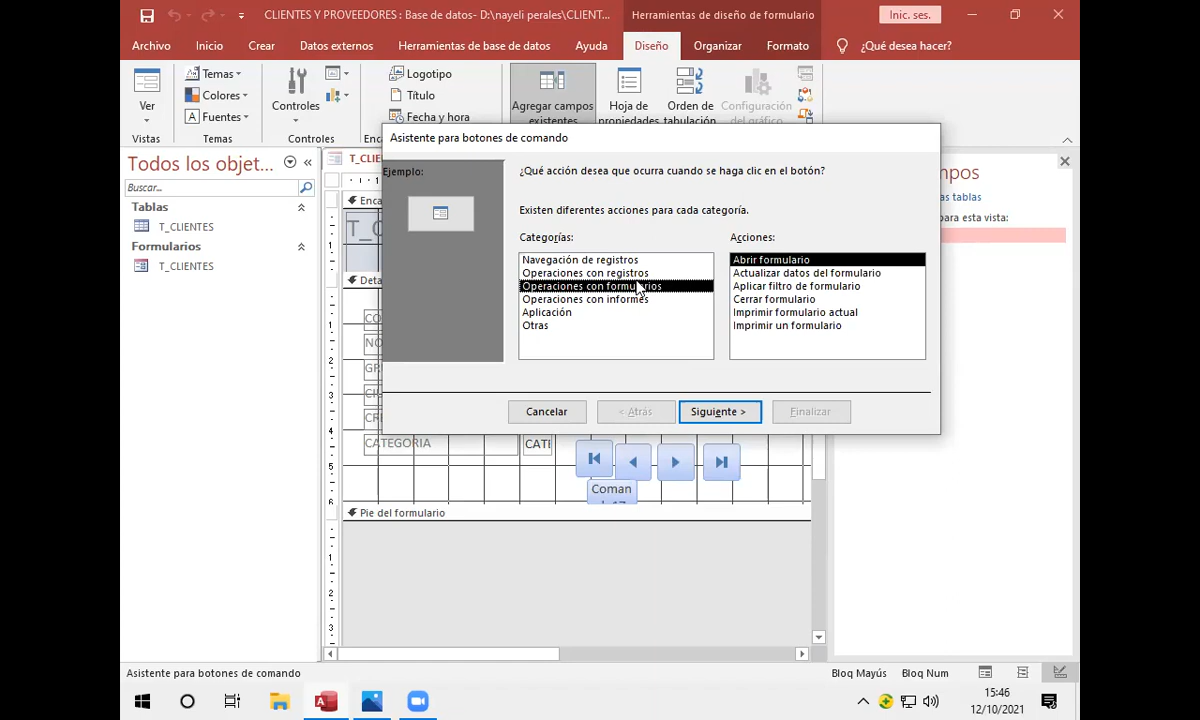 CLIENTES Y PROVEEDORES : Base de datos- D:\nayeli perales\CLIENT...
Herramientas de diseño de formulario
Inic. ses.
Archivo Inicio Crear Datos externos Herramientas de base de datos Ayuda Diseño Organizar Formato ¿Qué desea hacer?
Ver
Vistas
Temas
Colores
Fuentes
Temas
Controles
Controles
Logotipo
Título
Fecha y hora
Agregar campos existentes
Hoja de propiedades
Orden de tabulación
Configuración del gráfico
Todos los objet...
Buscar...
Tablas
T_CLIENTES
Formularios
T_CLIENTES
Asistente para botones de comando
Ejemplo:
¿Qué acción desea que ocurra cuando se haga clic en el botón?
Existen diferentes acciones para cada categoría.
Categorías:
Navegación de registros
Operaciones con registros
Operaciones con formularios
Operaciones con informes
Aplicación
Otras
Acciones:
Abrir formulario
Actualizar datos del formulario
Aplicar filtro de formulario
Cerrar formulario
Imprimir formulario actual
Imprimir un formulario
Cancelar
< Atrás
Siguiente >
Finalizar
CATEGORIA
CATE
Coman
Pie del formulario
as tablas
para esta vista:
Asistente para botones de comando
Bloq Mayús Bloq Num
15:46
12/10/2021